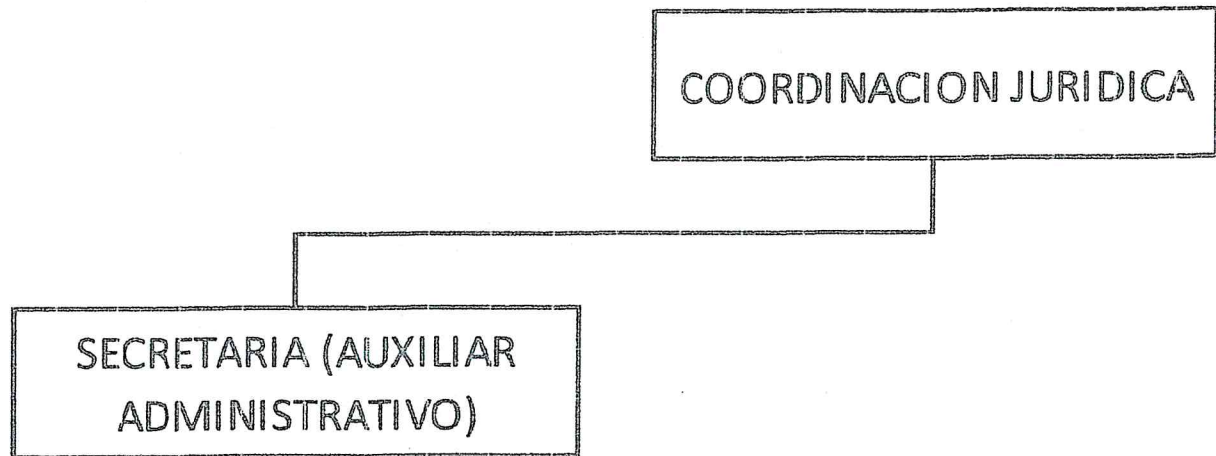 COORDINACION JURIDICA
SECRETARIA (AUXILIAR
ADMINISTRATIVO)